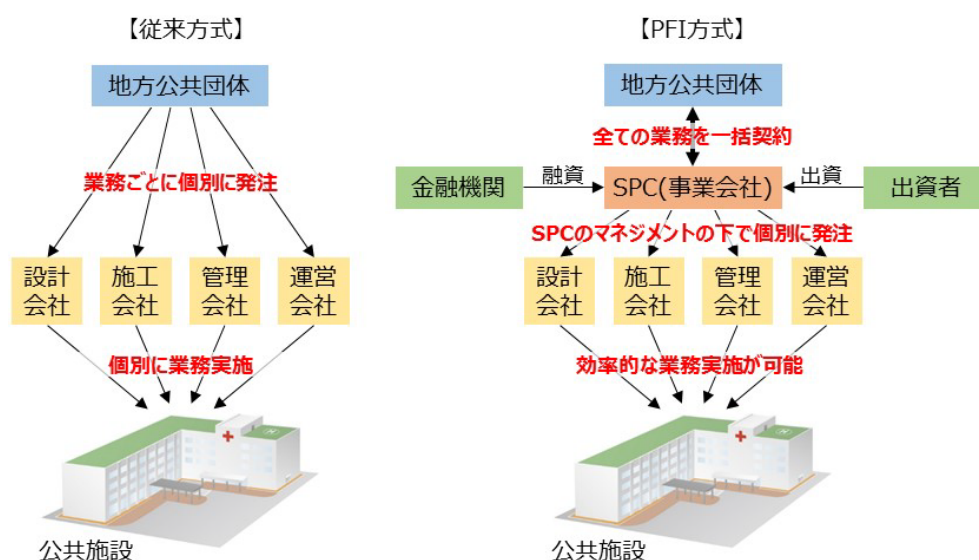 【従来方式】
地方公共団体
業務ごとに個別に発注
設計
会社
施工
会社
管理
会社
運営
会社
個別に業務実施
公共施設
【PFI方式】
地方公共団体
全ての業務を一括契約
金融機関
融資
SPC(事業会社)
出資
出資者
SPCのマネジメントの下で個別に発注
設計
会社
施工
会社
管理
会社
運営
会社
効率的な業務実施が可能
H
公共施設